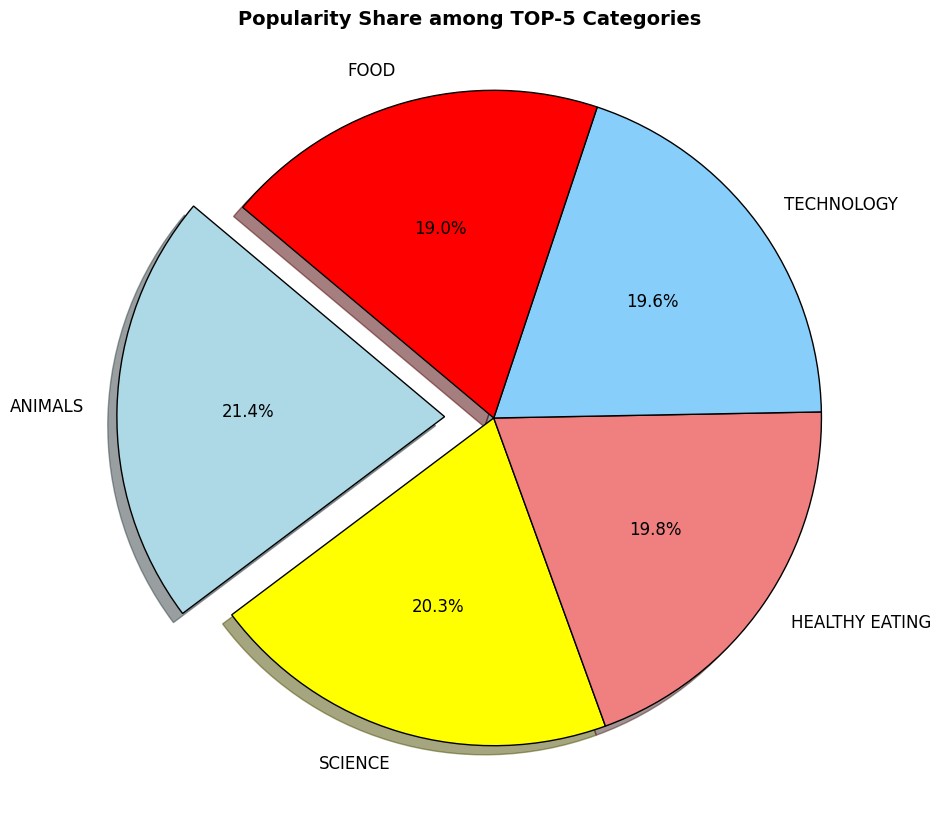 Popularity Share among TOP-5 Categories
FOOD
TECHNOLOGY
19.0%
19.6%
ANIMALS
21.4%
19.8%
20.3%
HEALTHY EATING
SCIENCE